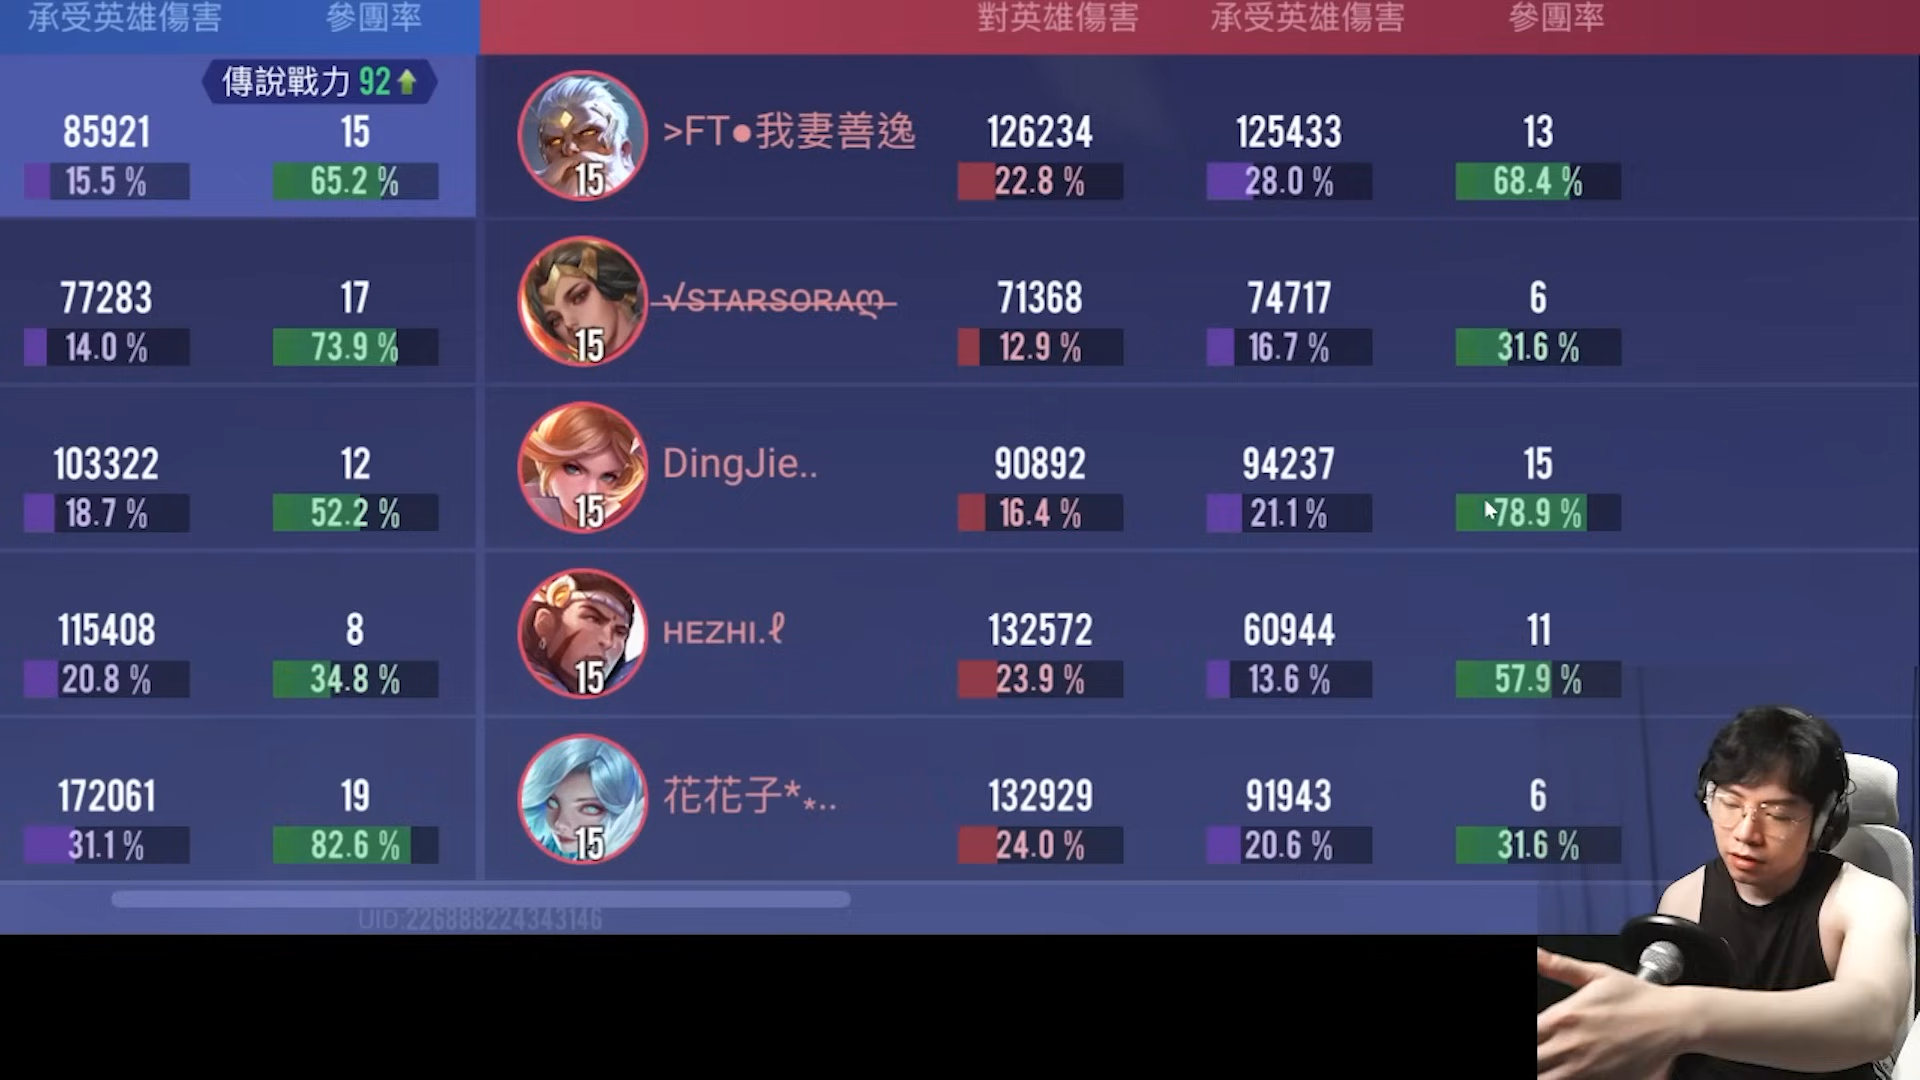 承受英雄傷害 參團率 對英雄傷害 承受英雄傷害 參團率
傳說戰力 92
85921 15 >FT●我妻善逸 126234 125433 13
15.5 % 65.2 % 15 22.8 % 28.0 % 68.4 %
77283 17 √STARSORAღ 71368 74717 6
14.0 % 73.9 % 15 12.9 % 16.7 % 31.6 %
103322 12 DingJie.. 90892 94237 15
18.7 % 52.2 % 15 16.4 % 21.1 % 78.9 %
115408 8 HEZHI.ℓ 132572 60944 11
20.8 % 34.8 % 15 23.9 % 13.6 % 57.9 %
172061 19 花花子*⁎.. 132929 91943 6
31.1 % 82.6 % 15 24.0 % 20.6 % 31.6 %
UID:226888224343146